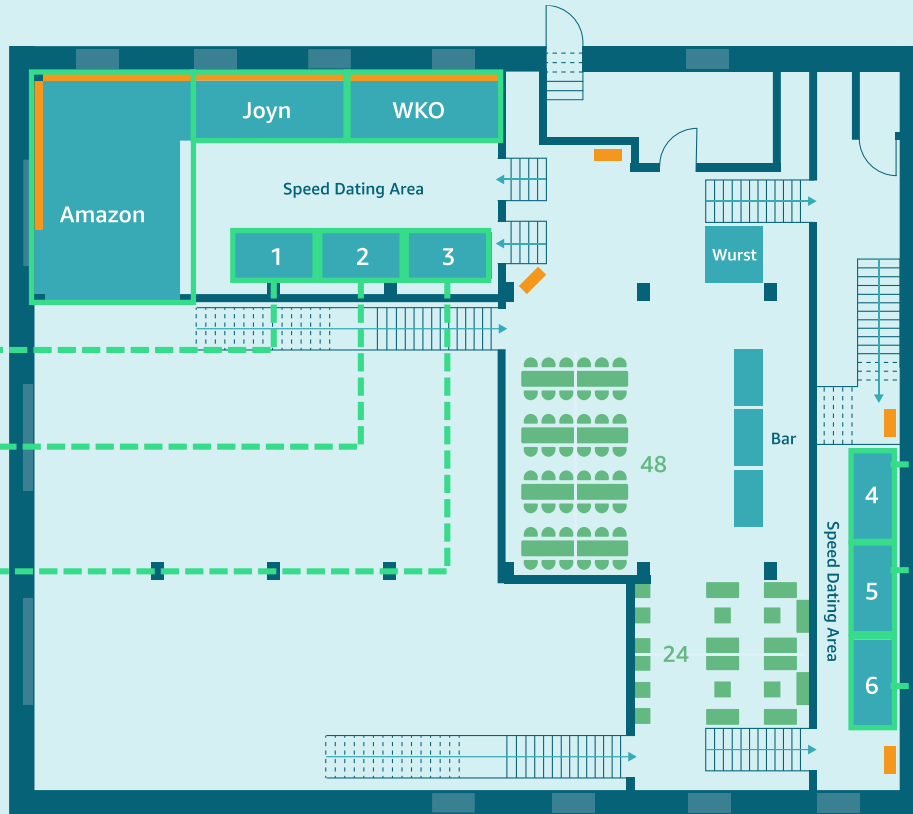 Joyn
WKO
Amazon
Speed Dating Area
1
2
3
Wurst
Bar
48
4
5
6
Speed Dating Area
24